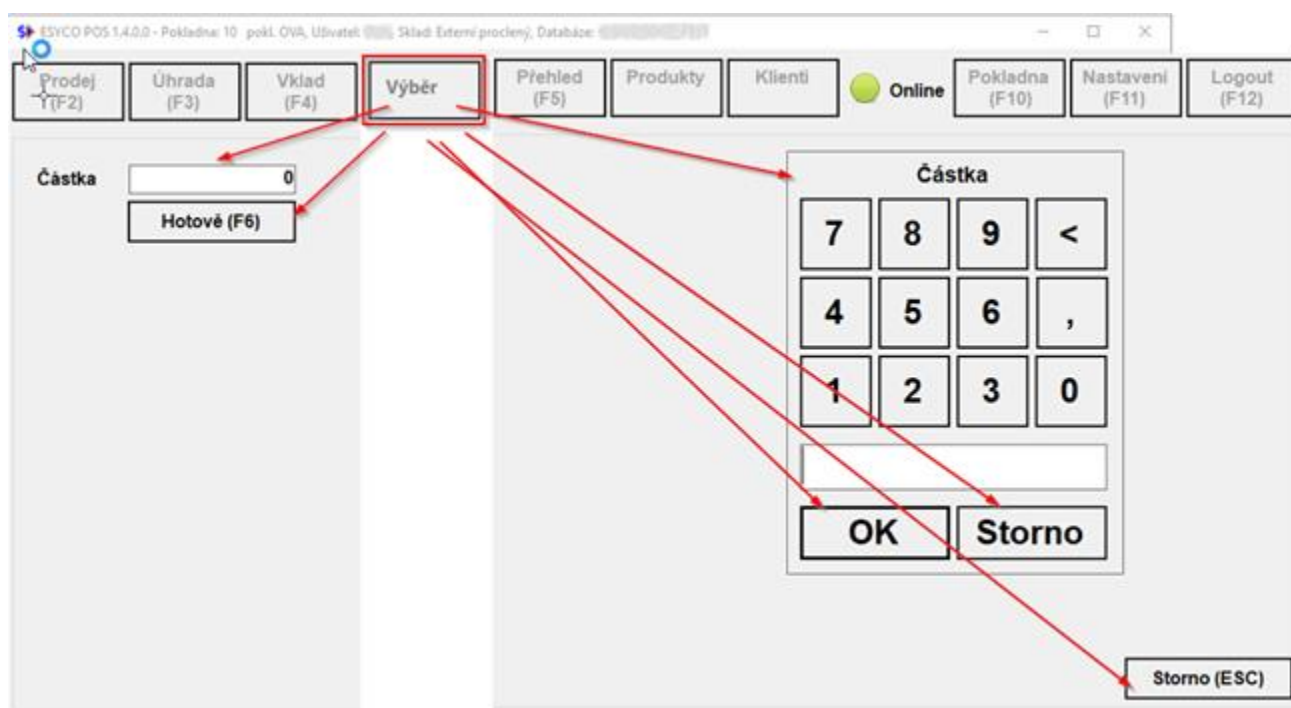 ESYCO POS 1.4.0.0 - Pokladna: 10 pokl. OVA, Uživatel: Sklad: Externí proclený, Databáze:
Prodej Úhrada Vklad Výběr Přehled Produkty Klienti Online Pokladna Nastavení Logout
(F2) (F3) (F4) (F5) (F10) (F11) (F12)
Částka 0
Hotově (F6)
Částka
7 8 9 <
4 5 6 ,
1 2 3 0
OK Storno
Storno (ESC)